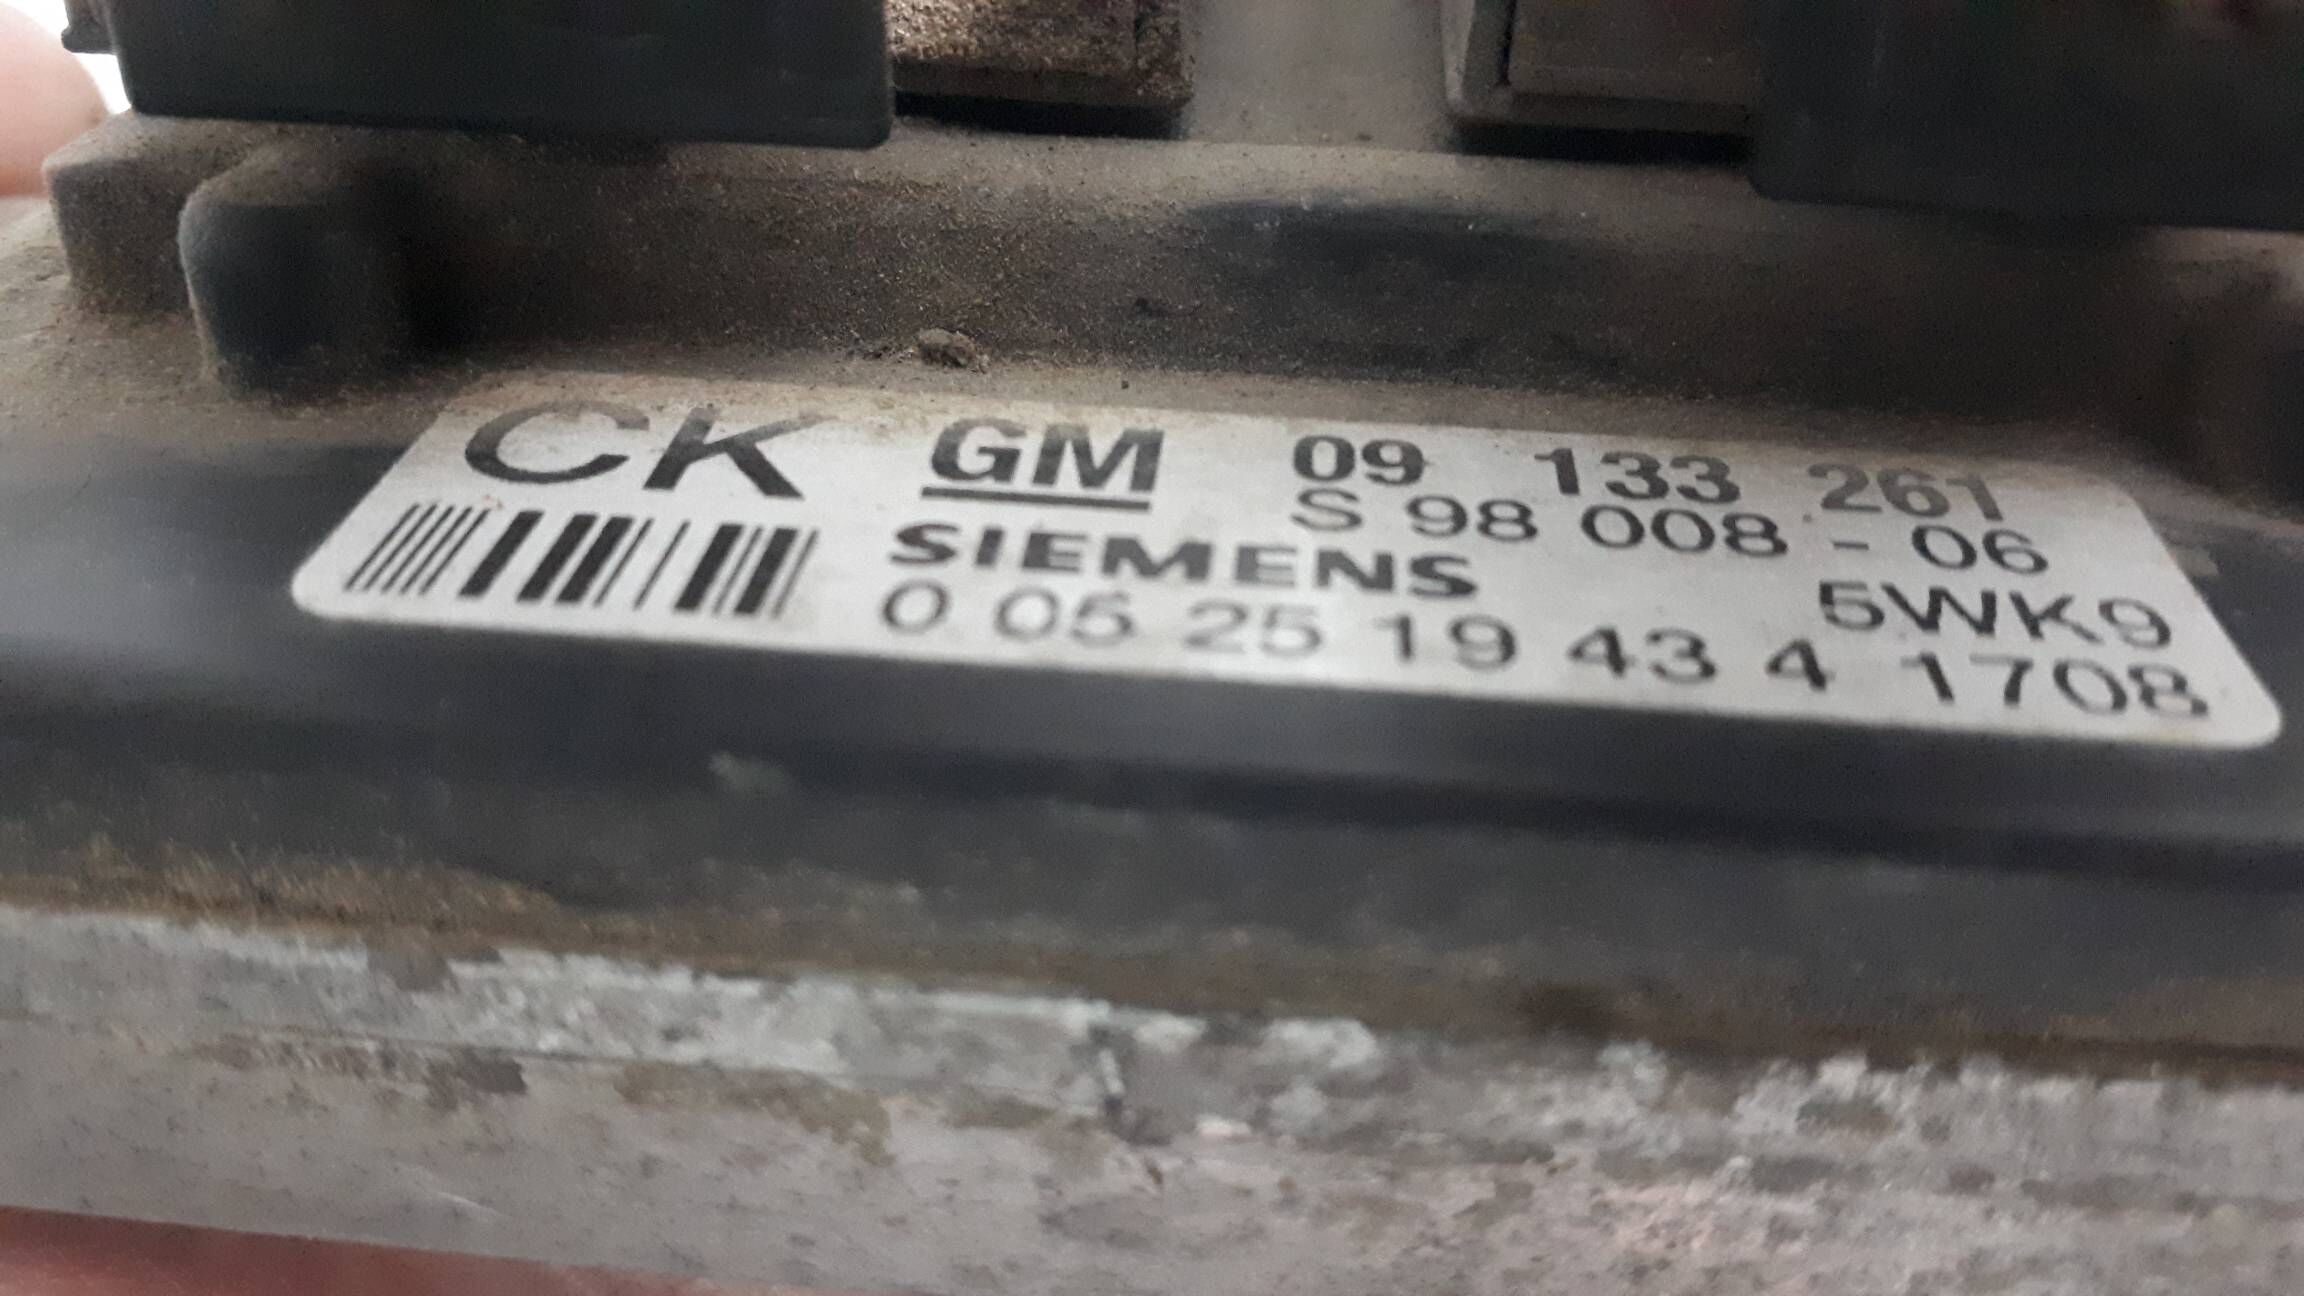 CK GM 09 133 261
S 98 008 - 06
SIEMENS 5WK9
0 05 25 19 43 4 1708